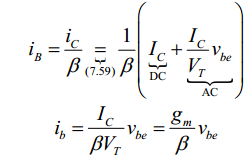 i_B = i_C/β =(7.59) 1/β ( I_C (DC) + I_C/V_T v_be (AC) )
i_b = I_C/(βV_T) v_be = g_m/β v_be